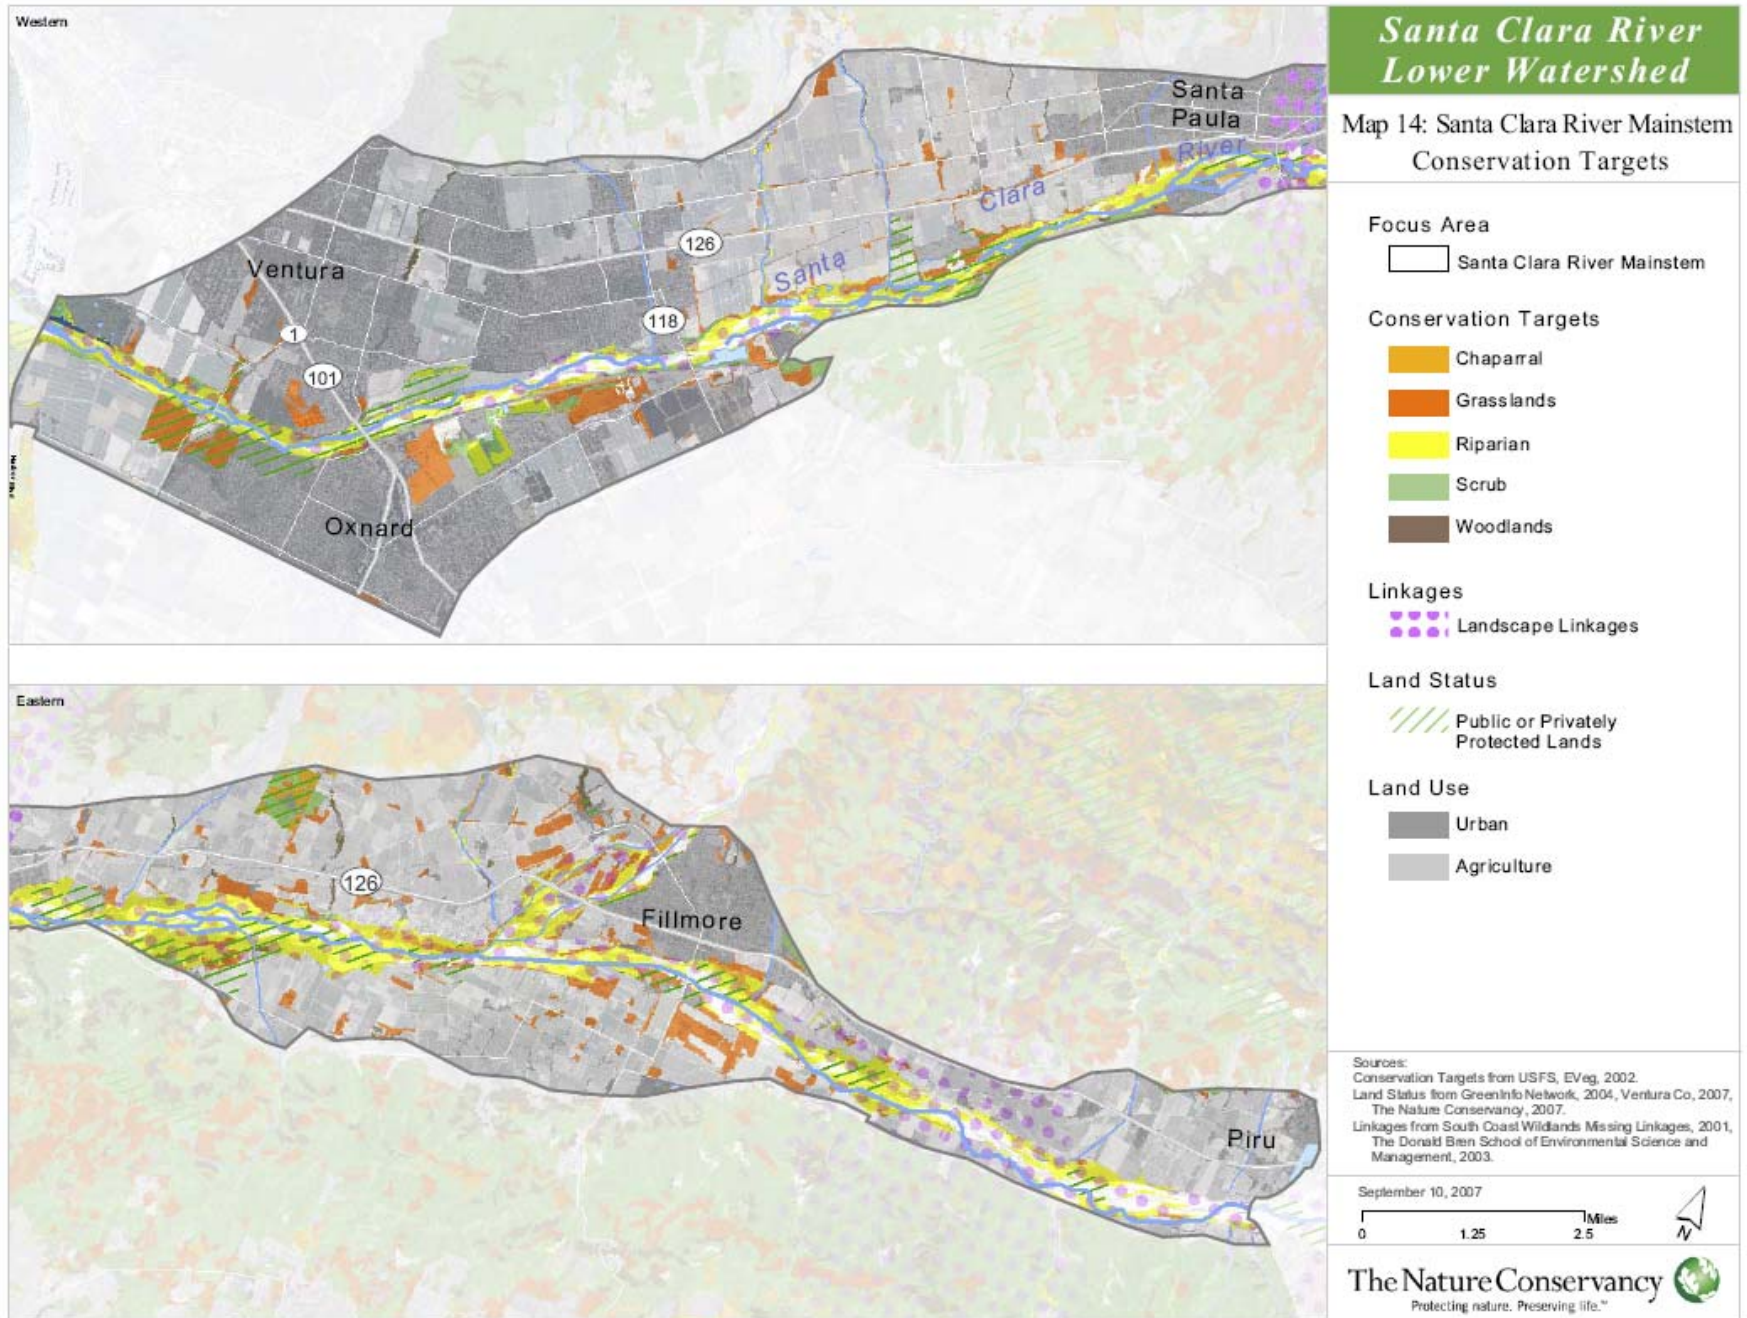 Western
Santa
Paula
River
Clara
Santa
126
118
Ventura
1
101
Oxnard
Eastern
126
Fillmore
Piru
Santa Clara River
Lower Watershed
Map 14: Santa Clara River Mainstem
Conservation Targets
Focus Area
Santa Clara River Mainstem
Conservation Targets
Chaparral
Grasslands
Riparian
Scrub
Woodlands
Linkages
Landscape Linkages
Land Status
Public or Privately
Protected Lands
Land Use
Urban
Agriculture
Sources:
Conservation Targets from USFS, EVeg, 2002.
Land Status from GreenInfo Network, 2004, Ventura Co, 2007,
The Nature Conservancy, 2007.
Linkages from South Coast Wildlands Missing Linkages, 2001,
The Donald Bren School of Environmental Science and
Management, 2003.
September 10, 2007
Miles
0 1.25 2.5
N
The Nature Conservancy
Protecting nature. Preserving life.™